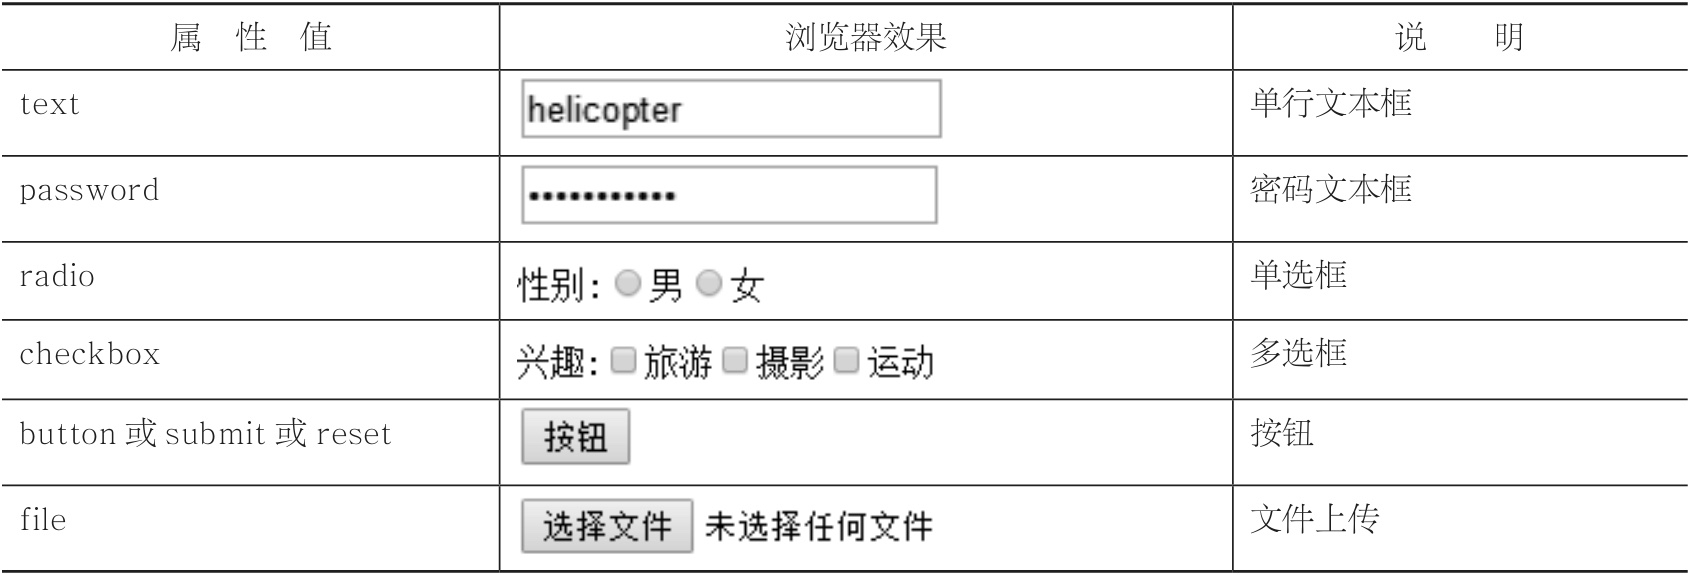 属 性 值 浏览器效果 说 明
text helicopter 单行文本框
password ••••••••••• 密码文本框
radio 性别: 男 女 单选框
checkbox 兴趣: 旅游 摄影 运动 多选框
button 或 submit 或 reset 按钮 按钮
file 选择文件 未选择任何文件 文件上传